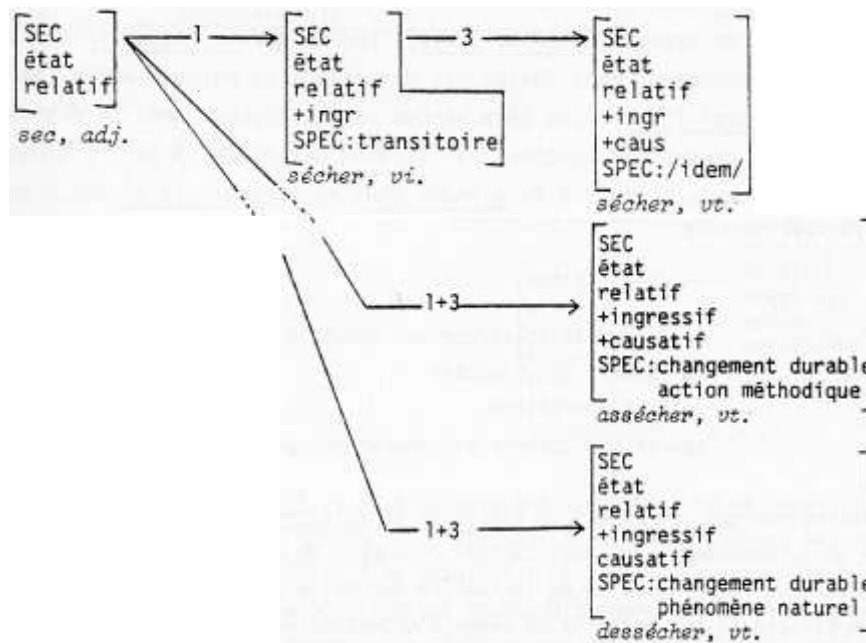 SEC
état
relatif
sec, adj.
1
SEC
état
relatif
+ingr
SPEC:transitoire
sécher, vi.
3
SEC
état
relatif
+ingr
+caus
SPEC:/idem/
sécher, vt.
1+3
SEC
état
relatif
+ingressif
+causatif
SPEC:changement durable
action méthodique
assécher, vt.
1+3
SEC
état
relatif
+ingressif
causatif
SPEC:changement durable
phénomène naturel
dessécher, vt.